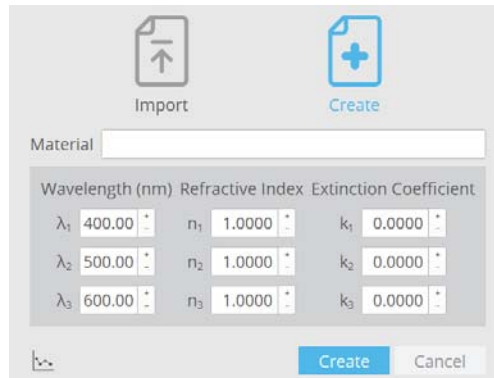 Import Create
Material
Wavelength (nm) Refractive Index Extinction Coefficient
λ₁ 400.00 n₁ 1.0000 k₁ 0.0000
λ₂ 500.00 n₂ 1.0000 k₂ 0.0000
λ₃ 600.00 n₃ 1.0000 k₃ 0.0000
Create Cancel